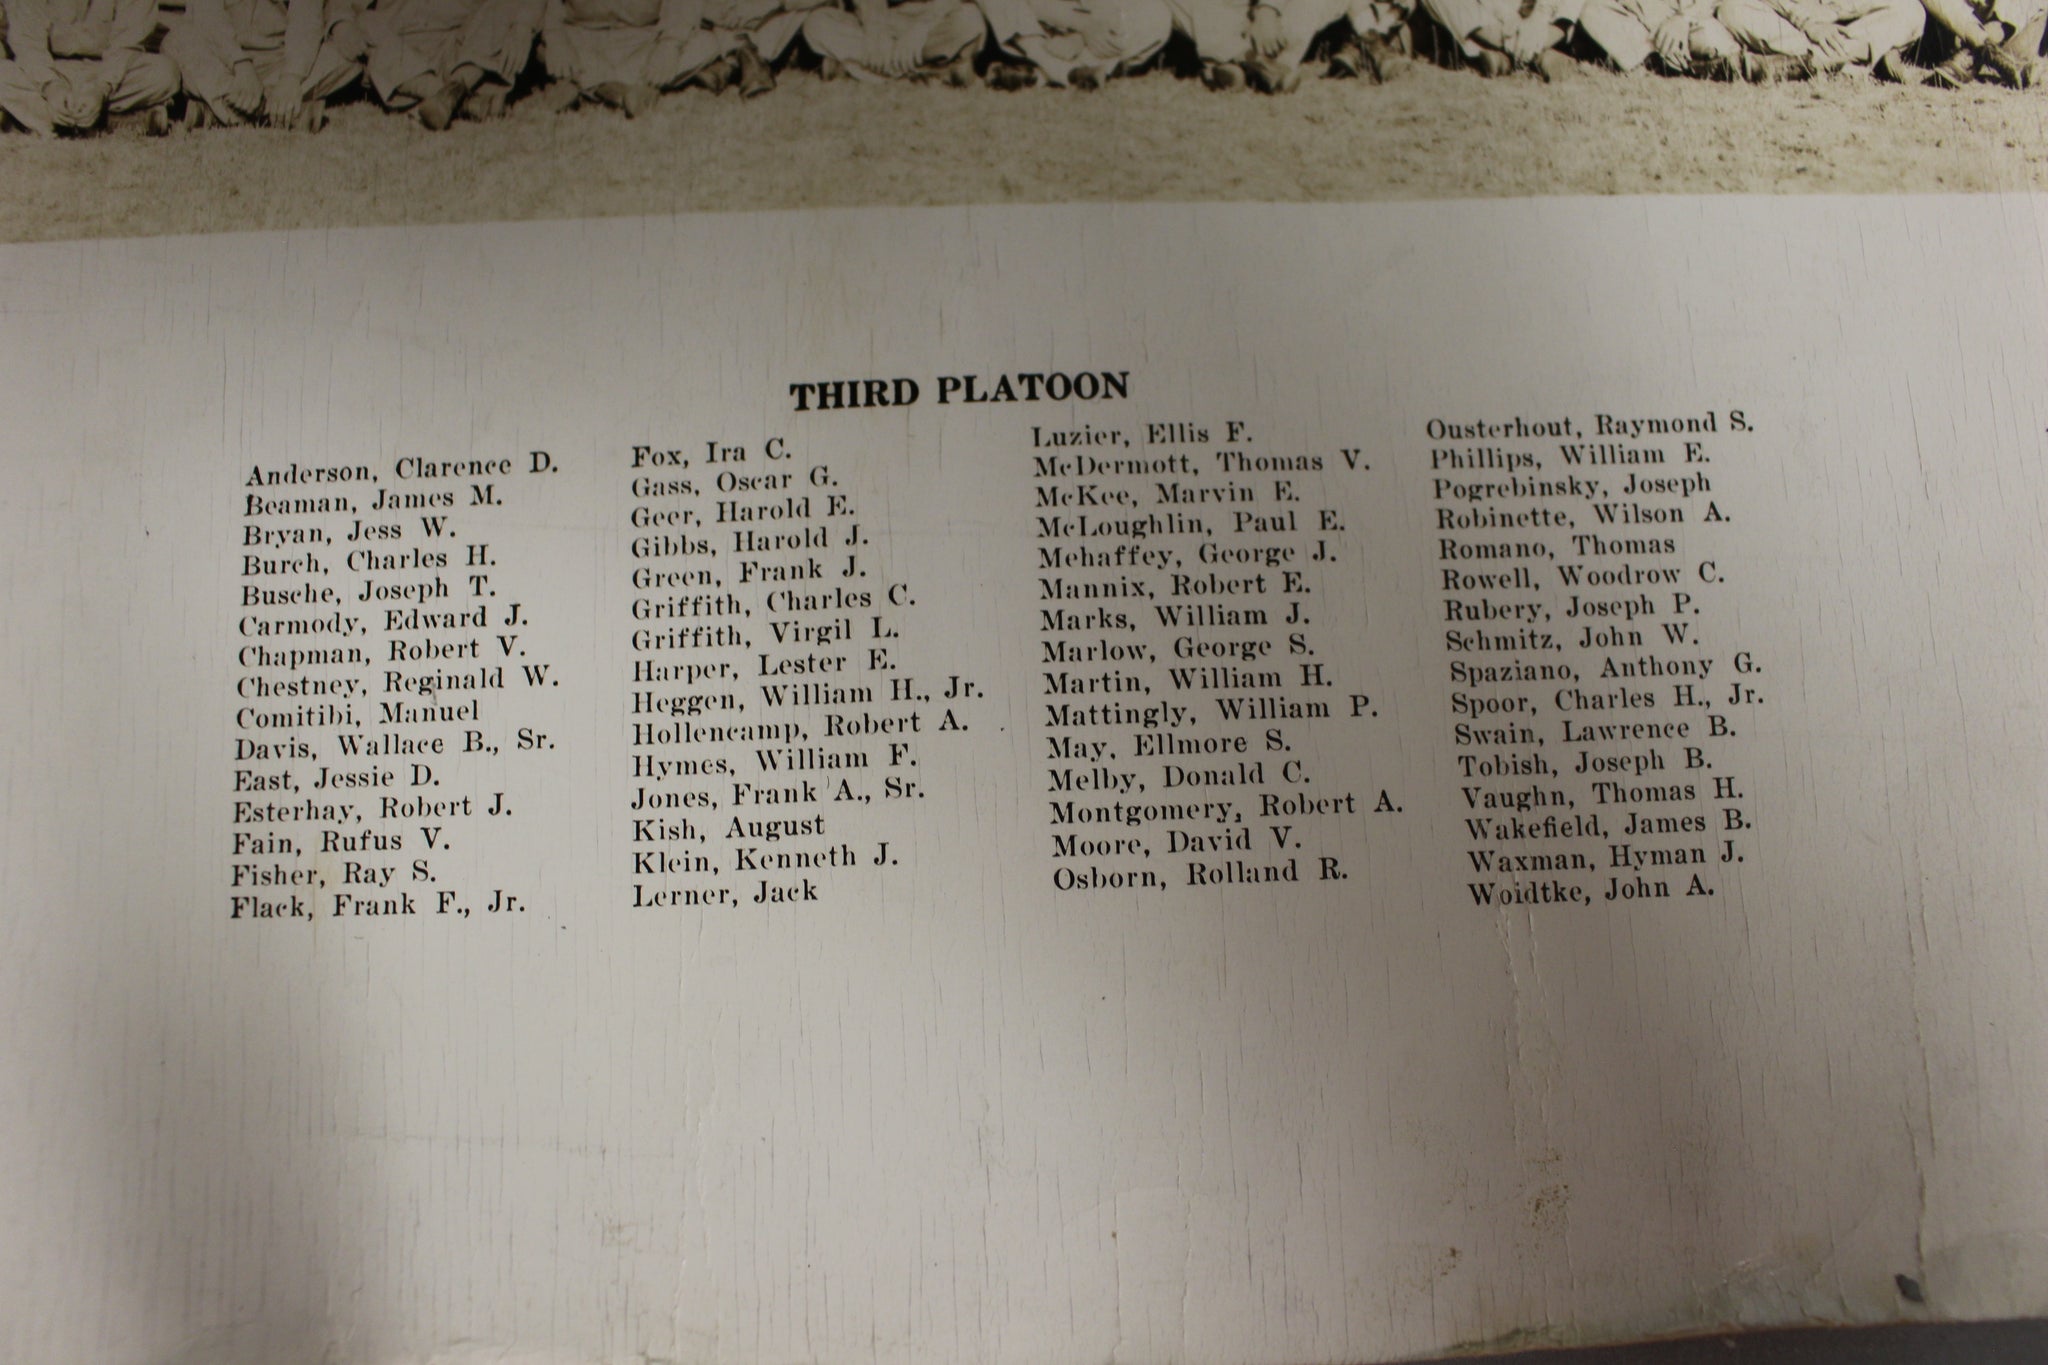 THIRD PLATOON
Anderson, Clarence D.
Beaman, James M.
Bryan, Jess W.
Burch, Charles H.
Busche, Joseph T.
Carmody, Edward J.
Chapman, Robert V.
Chestney, Reginald W.
Comitibi, Manuel
Davis, Wallace B., Sr.
East, Jessie D.
Esterhay, Robert J.
Fain, Rufus V.
Fisher, Ray S.
Flack, Frank F., Jr.
Fox, Ira C.
Gass, Oscar G.
Geer, Harold E.
Gibbs, Harold J.
Green, Frank J.
Griffith, Charles C.
Griffith, Virgil L.
Harper, Lester E.
Heggen, William H., Jr.
Hollencamp, Robert A.
Hymes, William F.
Jones, Frank A., Sr.
Kish, August
Klein, Kenneth J.
Lerner, Jack
Luzier, Ellis F.
McDermott, Thomas V.
McKee, Marvin E.
McLoughlin, Paul E.
Mehaffey, George J.
Mannix, Robert E.
Marks, William J.
Marlow, George S.
Martin, William H.
Mattingly, William P.
May, Ellmore S.
Melby, Donald C.
Montgomery, Robert A.
Moore, David V.
Osborn, Rolland R.
Ousterhout, Raymond S.
Phillips, William E.
Pogrebinsky, Joseph
Robinette, Wilson A.
Romano, Thomas
Rowell, Woodrow C.
Rubery, Joseph P.
Schmitz, John W.
Spaziano, Anthony G.
Spoor, Charles H., Jr.
Swain, Lawrence B.
Tobish, Joseph B.
Vaughn, Thomas H.
Wakefield, James B.
Waxman, Hyman J.
Woidtke, John A.